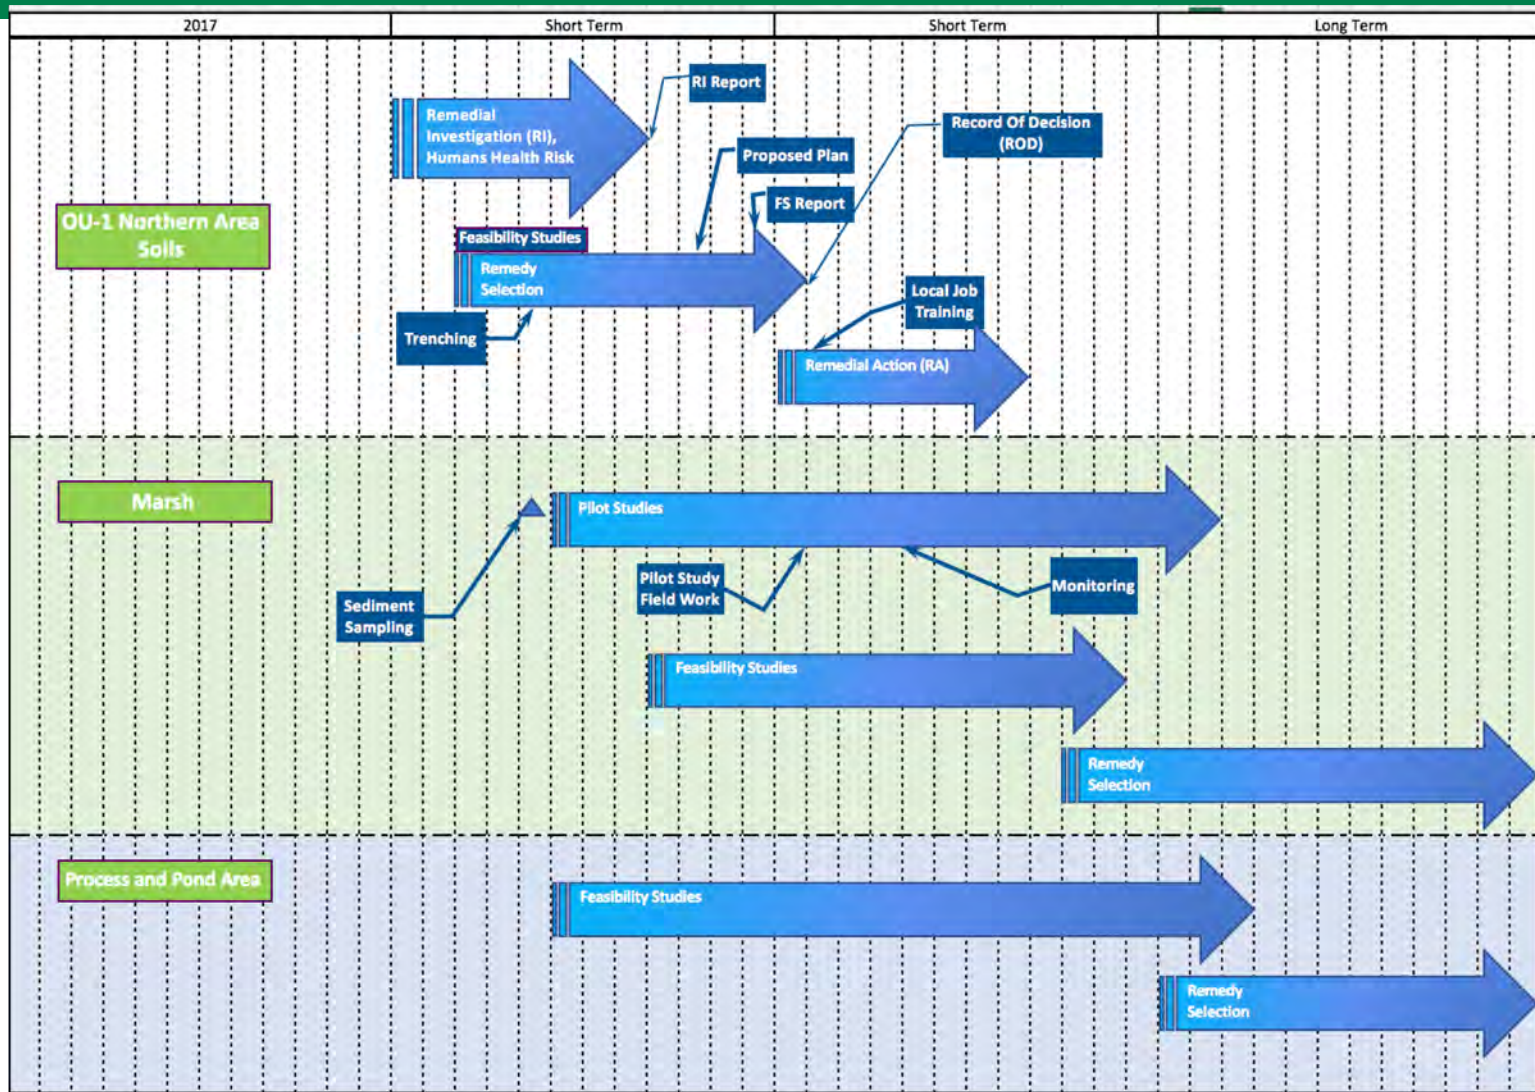 2017
Short Term
Short Term
Long Term
OU-1 Northern Area
Soils
Remedial
Investigation (RI),
Humans Health Risk
RI Report
Proposed Plan
Record Of Decision
(ROD)
FS Report
Feasibility Studies
Remedy
Selection
Trenching
Local Job
Training
Remedial Action (RA)
Marsh
Pilot Studies
Sediment
Sampling
Pilot Study
Field Work
Monitoring
Feasibility Studies
Remedy
Selection
Process and Pond Area
Feasibility Studies
Remedy
Selection